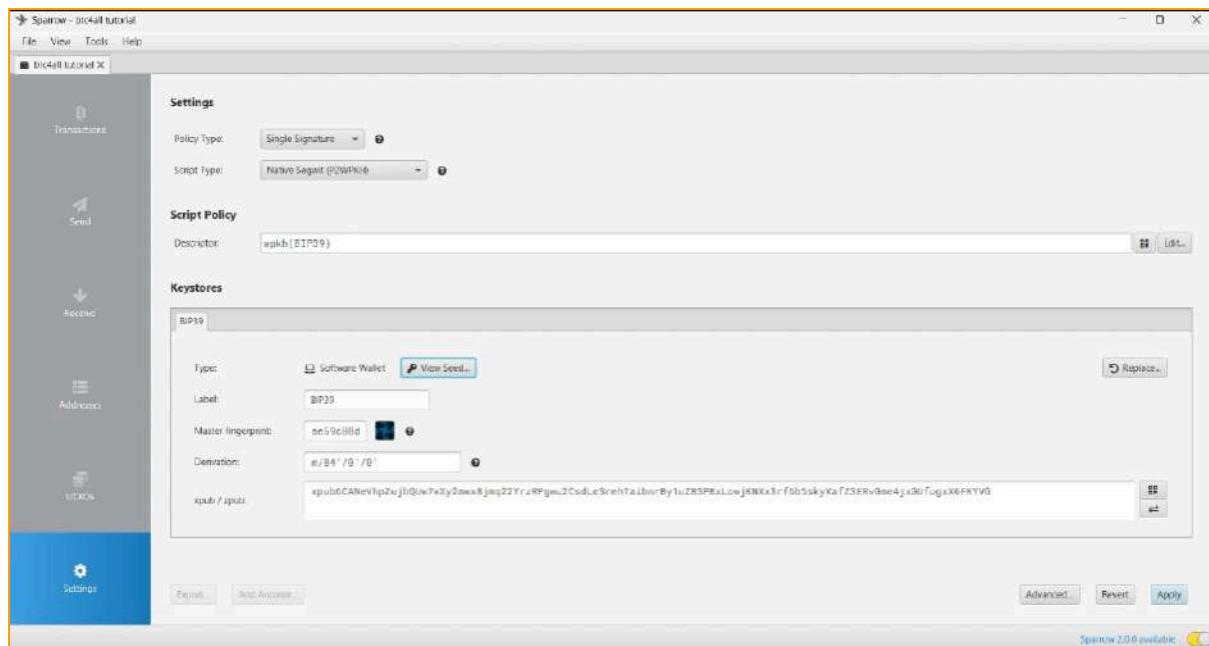 Sparrow - btc4all tutorial
File View Tools Help
btc4all tutorial X
Transactions
Send
Receive
Addresses
UTXOs
Settings
Settings
Policy Type: Single Signature
Script Type: Native Segwit (P2WPKH)
Script Policy
Descriptor: wpkh(BIP39) Edit...
Keystores
BIP39
Type: Software Wallet View Seed... Replace...
Label: BIP39
Master fingerprint:
Derivation: m/84'/0'/0'
xpub / zpub:
Export... Add Account... Advanced... Revert Apply
Sparrow 2.0.0 available